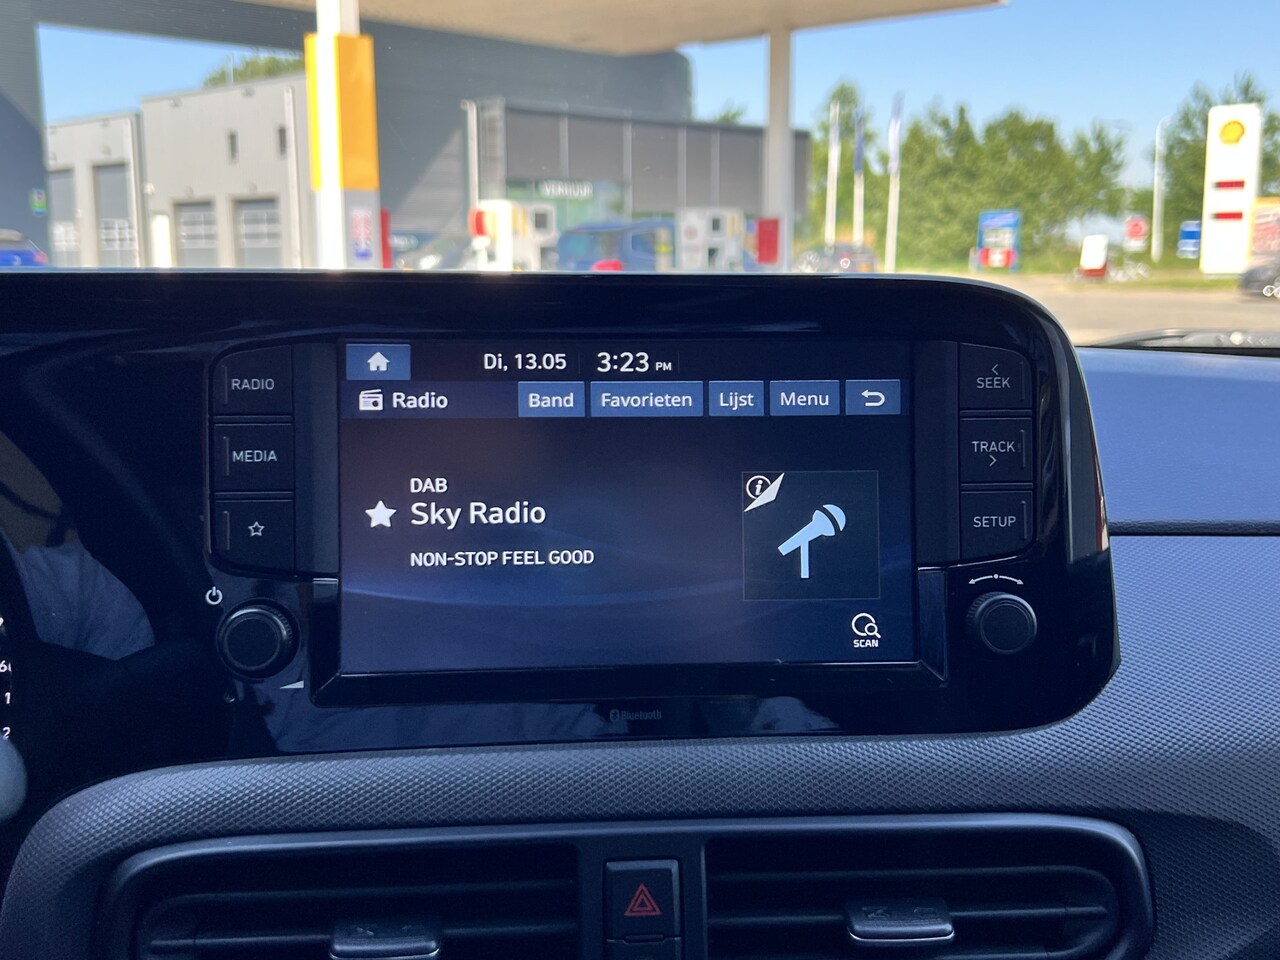 VERHUUR
Di, 13.05 3:23 PM
RADIO
SEEK
Radio Band Favorieten Lijst Menu
MEDIA
TRACK
DAB
Sky Radio
SETUP
NON-STOP FEEL GOOD
SCAN
Bluetooth